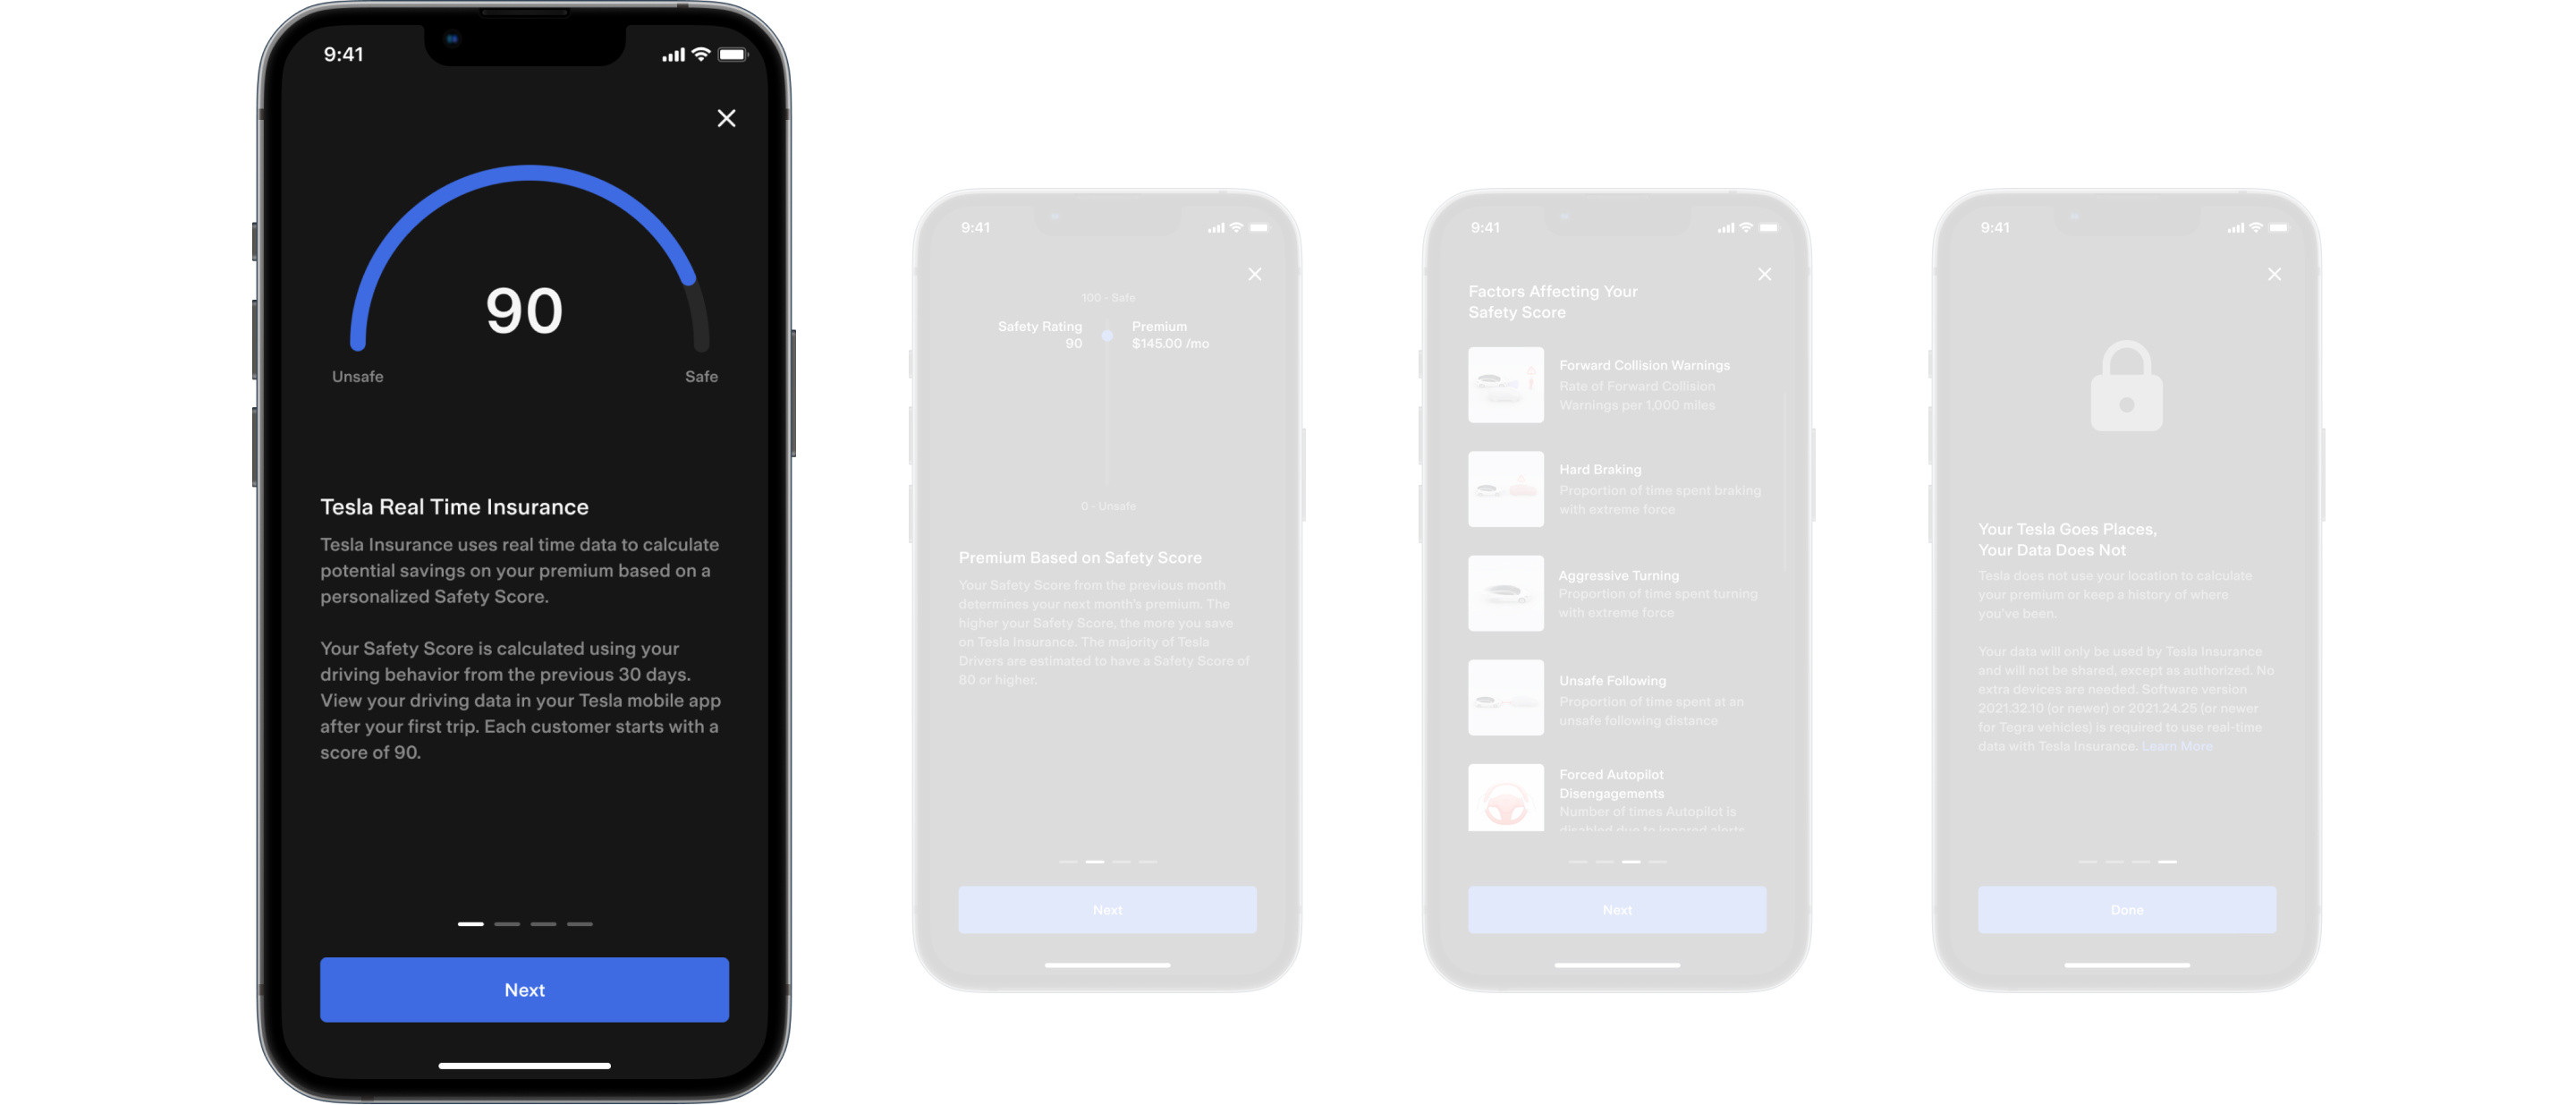 9:41
90
Unsafe
Safe
Tesla Real Time Insurance
Tesla Insurance uses real time data to calculate
potential savings on your premium based on a
personalized Safety Score.
Your Safety Score is calculated using your
driving behavior from the previous 30 days.
View your driving data in your Tesla mobile app
after your first trip. Each customer starts with a
score of 90.
Next
9:41
100 - Safe
Safety Rating
90
Premium
$145.00 /mo
0 - Unsafe
Premium Based on Safety Score
Your Safety Score from the previous month
determines your next month's premium. The
higher your Safety Score, the more you save
on Tesla Insurance. The majority of Tesla
Drivers are estimated to have a Safety Score of
80 or higher.
Next
9:41
Factors Affecting Your
Safety Score
Forward Collision Warnings
Rate of Forward Collision
Warnings per 1,000 miles
Hard Braking
Proportion of time spent braking
with extreme force
Aggressive Turning
Proportion of time spent turning
with extreme force
Unsafe Following
Proportion of time spent at an
unsafe following distance
Forced Autopilot
Disengagements
Number of times Autopilot is
disabled due to ignored alerts
Next
9:41
Your Tesla Goes Places,
Your Data Does Not
Tesla does not use your location to calculate
your premium or keep a history of where
you've been.
Your data will only be used by Tesla Insurance
and will not be shared, except as authorized. No
extra devices are needed. Software version
2021.32.10 (or newer) or 2021.24.25 (or newer
for Tegra vehicles) is required to use real-time
data with Tesla Insurance. Learn More
Done